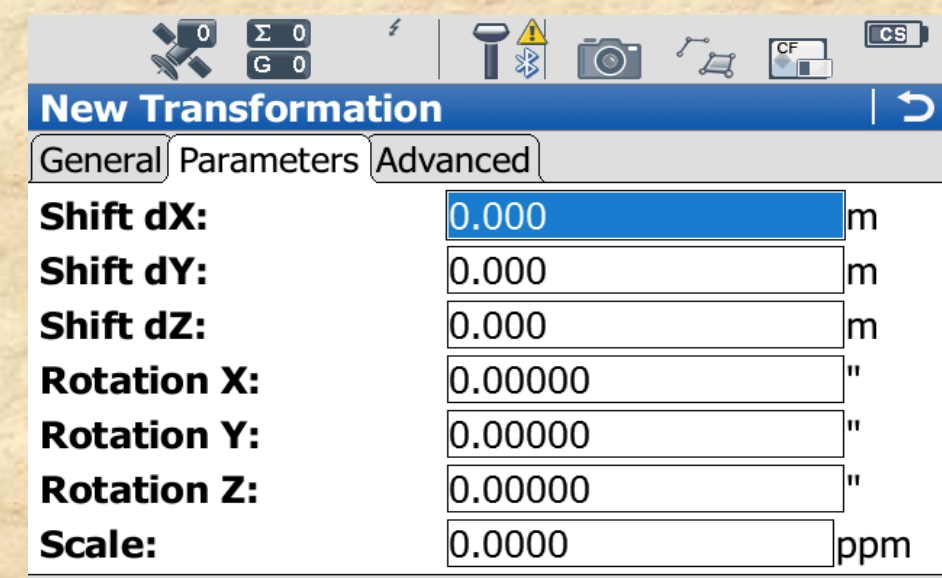 0 Σ 0 CS
G 0 CF
New Transformation
General Parameters Advanced
Shift dX: 0.000 m
Shift dY: 0.000 m
Shift dZ: 0.000 m
Rotation X: 0.00000 "
Rotation Y: 0.00000 "
Rotation Z: 0.00000 "
Scale: 0.0000 ppm